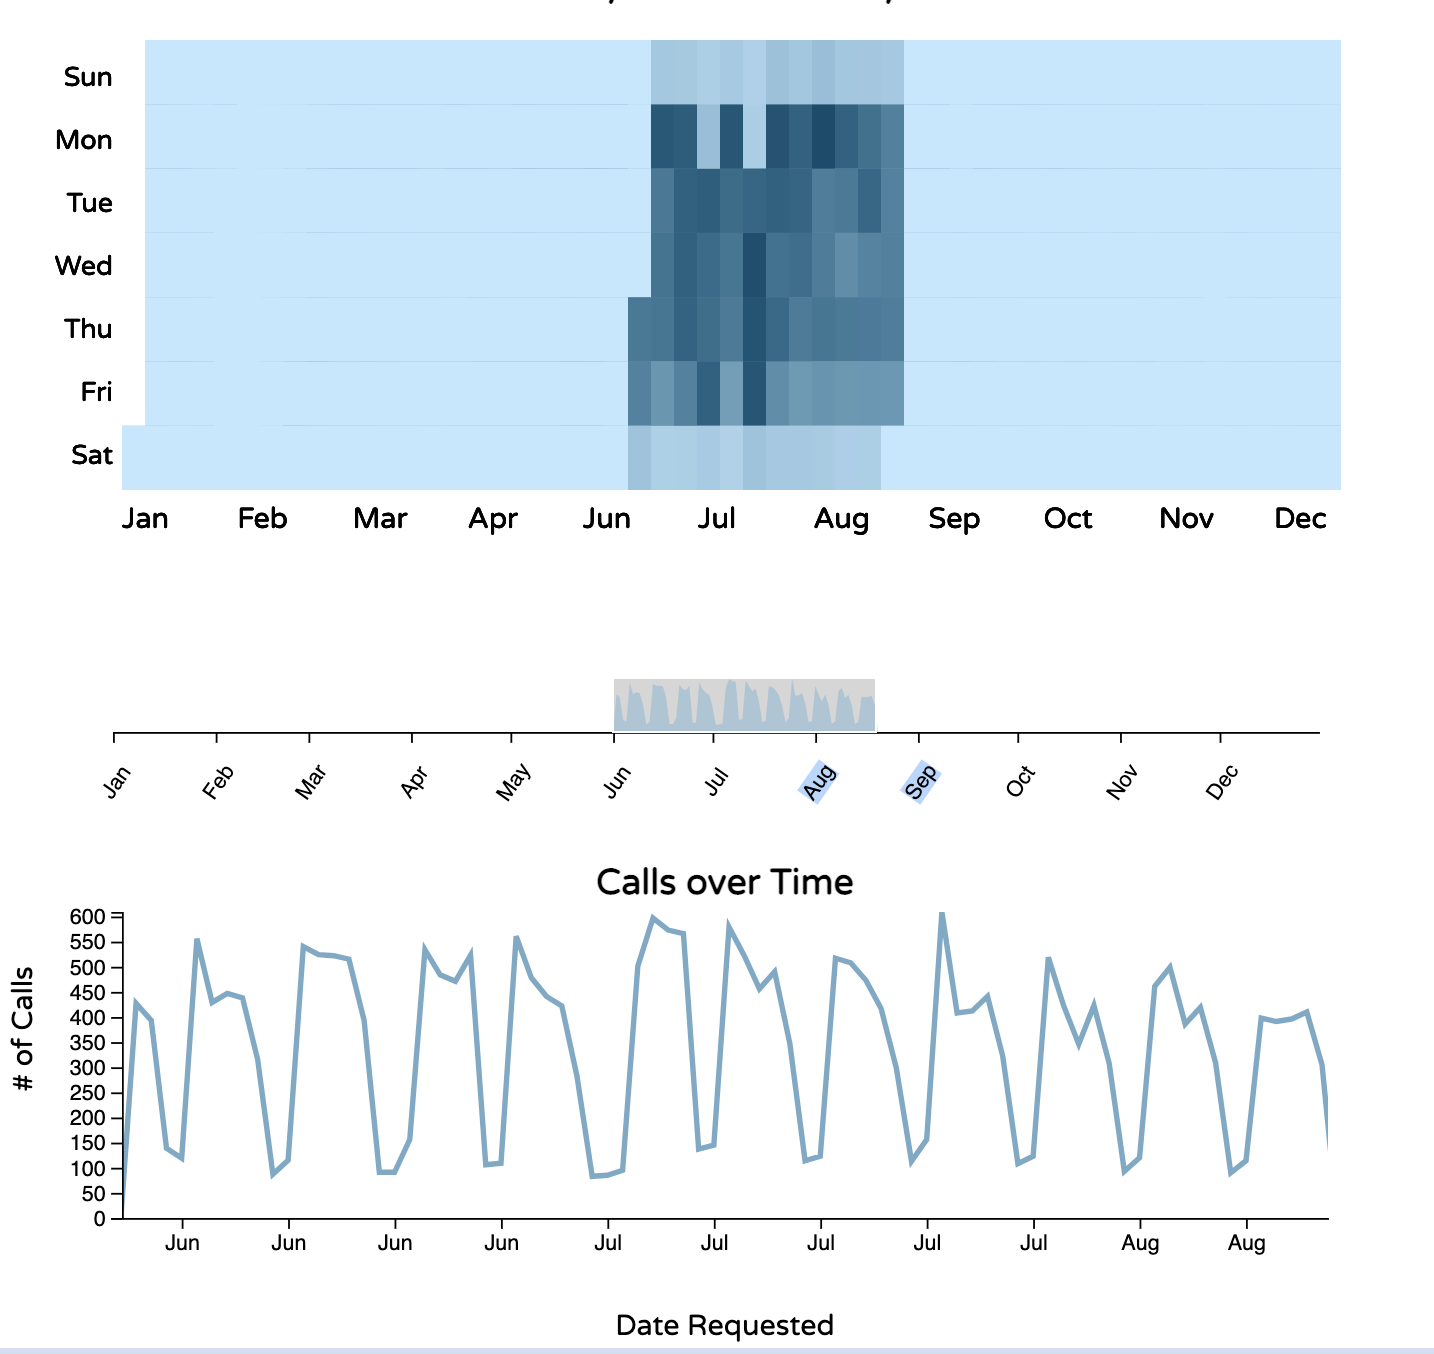 Sun
Mon
Tue
Wed
Thu
Fri
Sat
Jan Feb Mar Apr Jun Jul Aug Sep Oct Nov Dec
Jan Feb Mar Apr May Jun Jul Aug Sep Oct Nov Dec
Calls over Time
# of Calls
600
550
500
450
400
350
300
250
200
150
100
50
0
Jun Jun Jun Jun Jul Jul Jul Jul Jul Aug Aug
Date Requested